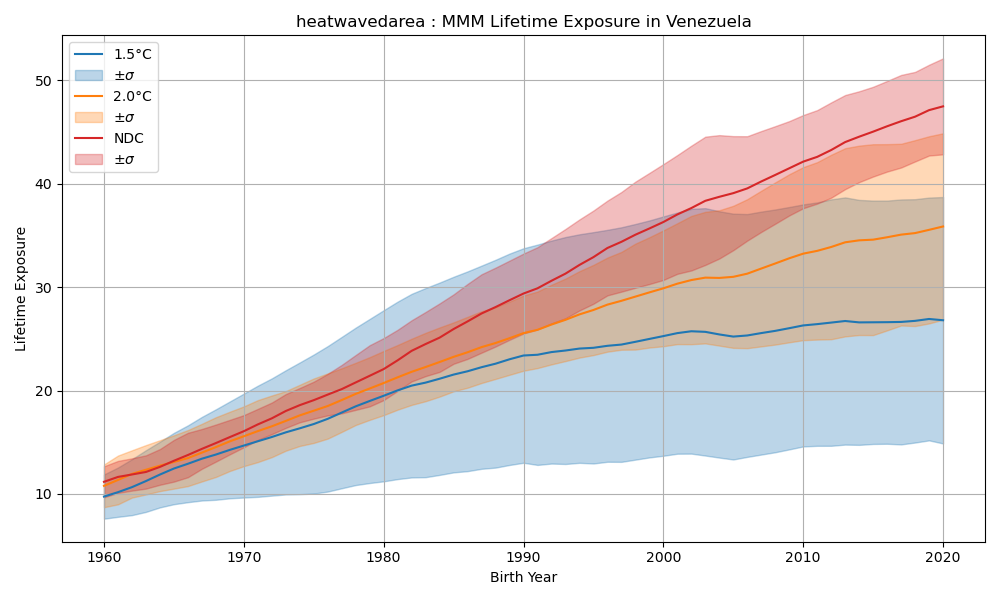 heatwavedarea : MMM Lifetime Exposure in Venezuela
1.5°C
±σ
2.0°C
±σ
NDC
±σ
Lifetime Exposure
50
40
30
20
10
1960 1970 1980 1990 2000 2010 2020
Birth Year